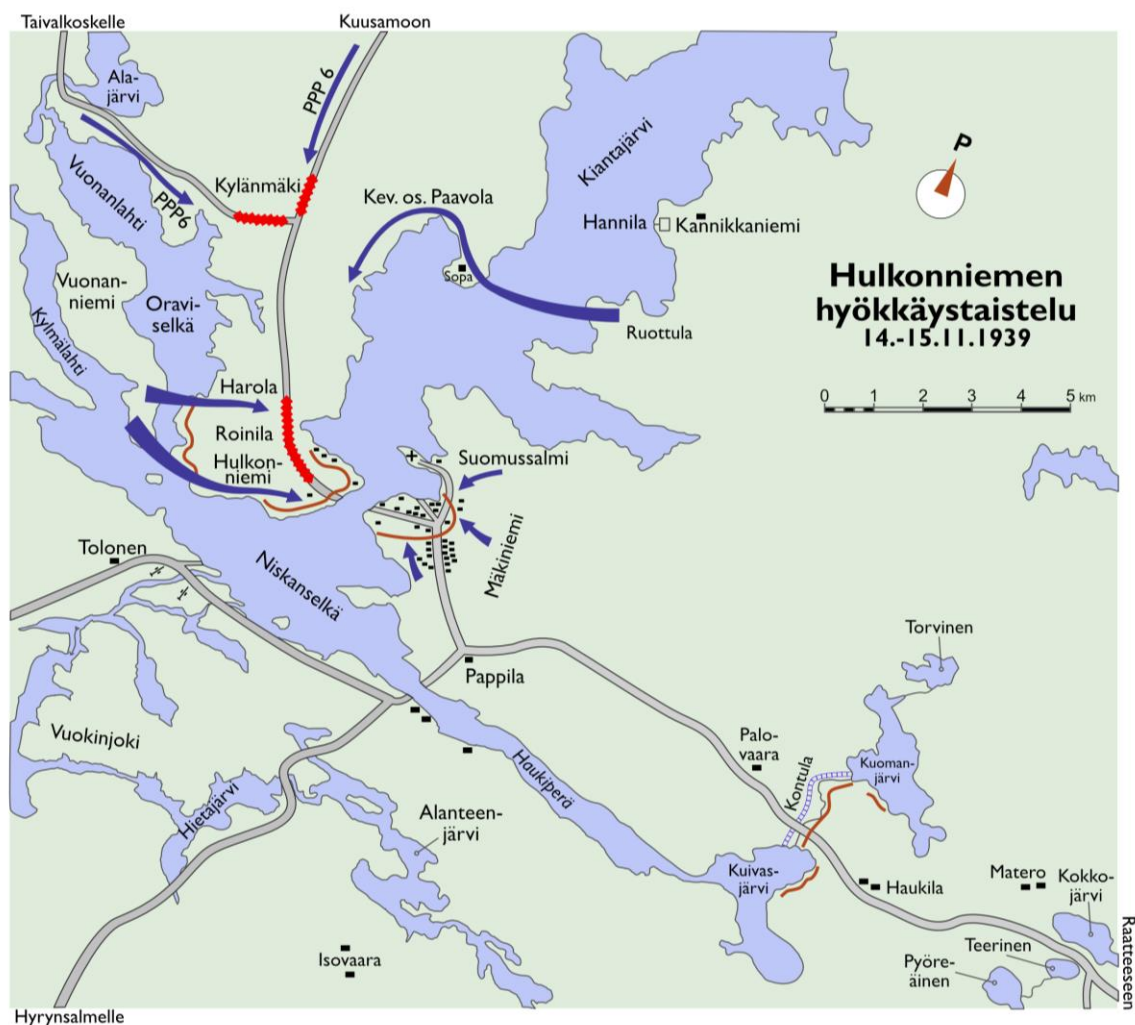 Taivalkoskelle
Kuusamoon
Ala-
järvi
PPP 6
Kiantajärvi
P
Vuonanlahti
PPP6
Kylänmäki
Kev. os. Paavola
Hannila
Kannikkaniemi
Vuonan-
niemi
Sopa
Hulkonniemen
hyökkäystaistelu
14.-15.11.1939
Kylmälahti
Oravi-
selkä
Ruottula
Harola
0 1 2 3 4 5 km
Roinila
Hulkon-
niemi
+
Suomussalmi
Mäkiniemi
Tolonen
Niskanselkä
Torvinen
Pappila
Vuokinjoki
Palo-
vaara
Kontula
Kuoman-
järvi
Haukiperä
Hietajärvi
Alanteen-
järvi
Kuivas-
järvi
Haukila
Matero
Kokko-
järvi
Raatteeseen
Isovaara
Teerinen
Pyöre-
äinen
Hyrynsalmelle